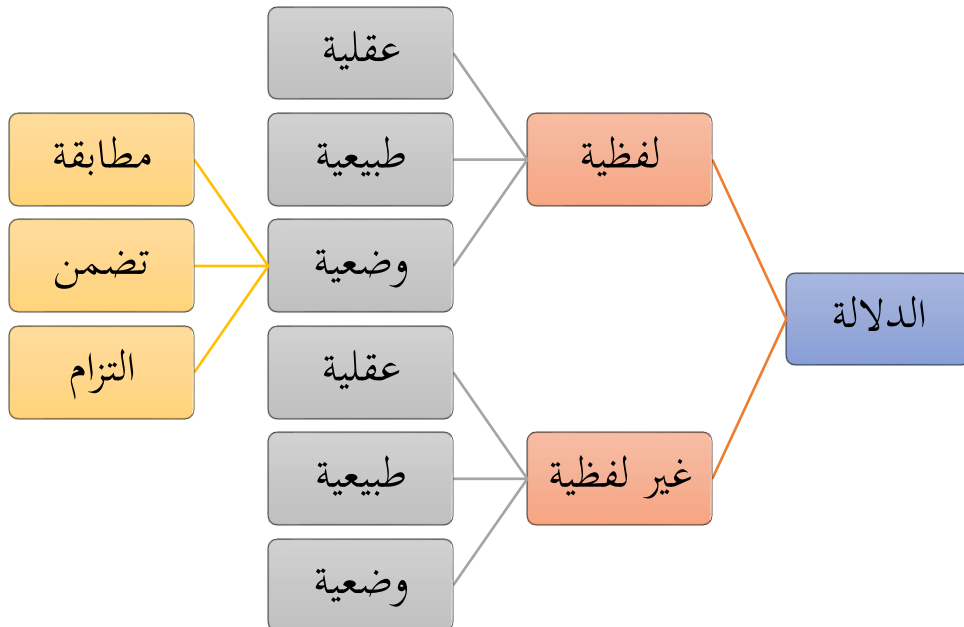 الدلالة
لفظية
عقلية
طبيعية
وضعية
مطابقة
تضمن
التزام
غير لفظية
عقلية
طبيعية
وضعية